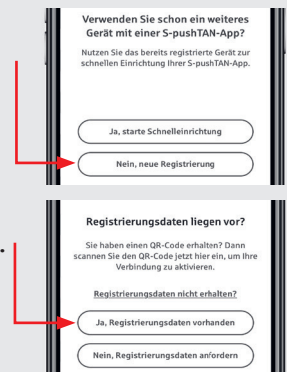 Verwenden Sie schon ein weiteres
Gerät mit einer S-pushTAN-App?
Nutzen Sie das bereits registrierte Gerät zur
schnellen Einrichtung Ihrer S-pushTAN-App.
Ja, starte Schnelleinrichtung
Nein, neue Registrierung
Registrierungsdaten liegen vor?
Sie haben einen QR-Code erhalten? Dann
scannen Sie den QR-Code jetzt hier ein, um Ihre
Verbindung zu aktivieren.
Registrierungsdaten nicht erhalten?
Ja, Registrierungsdaten vorhanden
Nein, Registrierungsdaten anfordern